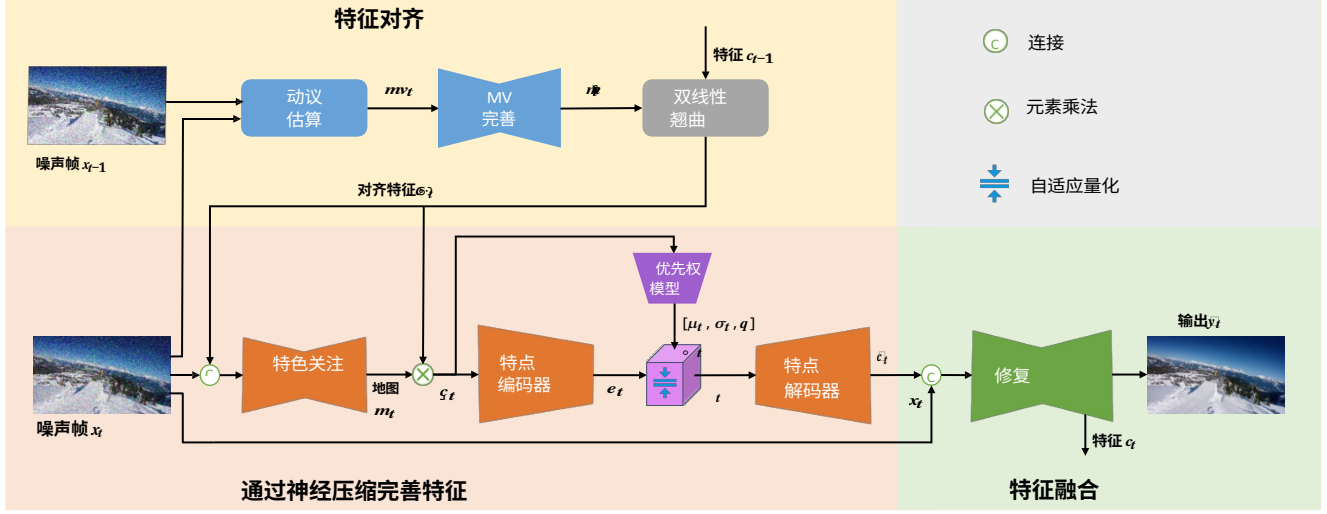 特征对齐
特征 c_{t−1}
连接
动议
估算
mv_t
MV
完善
双线性
翘曲
元素乘法
噪声帧 x_{t−1}
对齐特征
自适应量化
优先权
模型
[μ_t , σ_t , q]
输出
特色关注
地图
m_t
特点
编码器
e_t
t
t
特点
解码器
x_t
修复
噪声帧 x_t
特征 c_t
通过神经压缩完善特征
特征融合